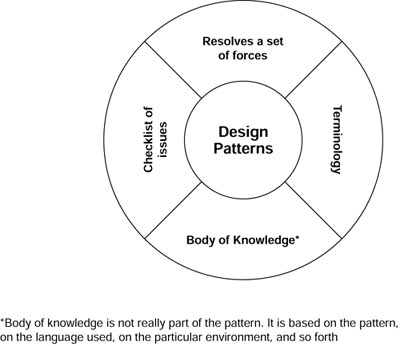 Resolves a set
of forces
Checklist of
issues
Design
Patterns
Terminology
Body of Knowledge*
*Body of knowledge is not really part of the pattern. It is based on the pattern,
on the language used, on the particular environment, and so forth